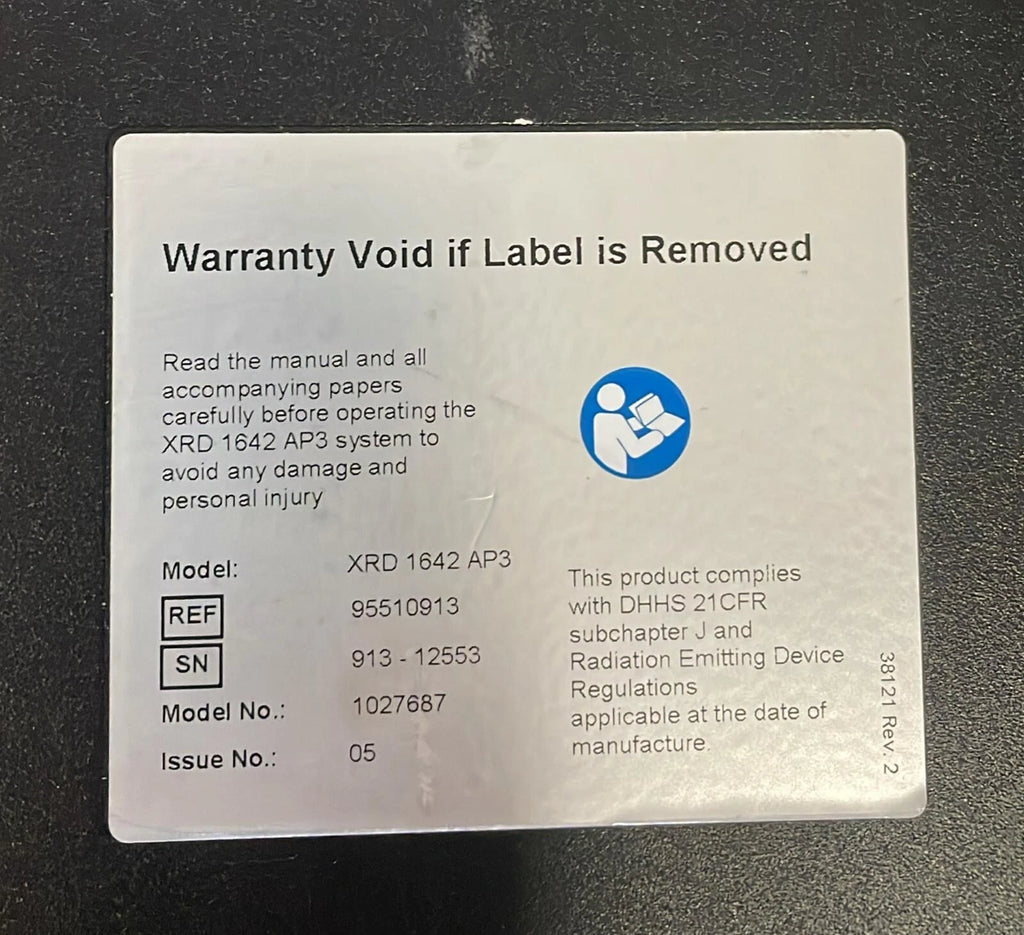 Warranty Void if Label is Removed
Read the manual and all
accompanying papers
carefully before operating the
XRD 1642 AP3 system to
avoid any damage and
personal injury
Model: XRD 1642 AP3
REF 95510913
SN 913 - 12553
Model No.: 1027687
Issue No.: 05
This product complies
with DHHS 21CFR
subchapter J and
Radiation Emitting Device
Regulations
applicable at the date of
manufacture.
38121 Rev. 2